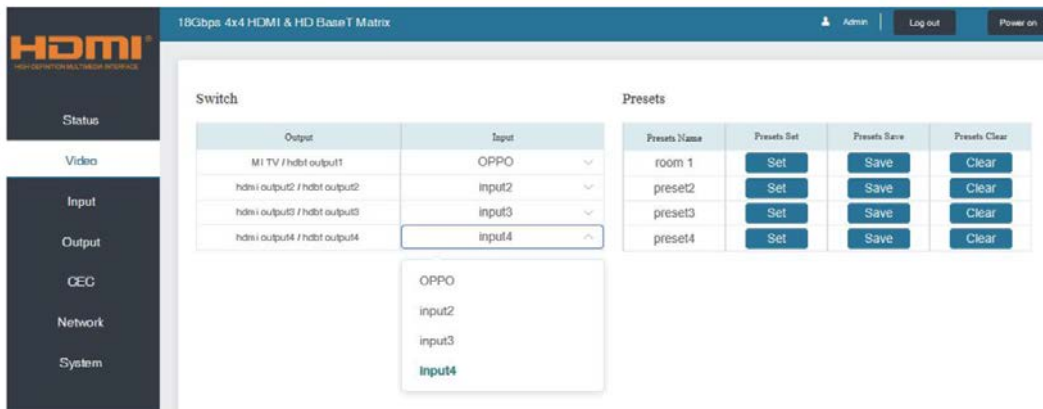 18Gbps 4x4 HDMI & HD BaseT Matrix
Admin
Log out
Power on
HDMI®
HIGH-DEFINITION MULTIMEDIA INTERFACE
Status
Video
Input
Output
CEC
Network
System
Switch
Output Input
MI TV / hdbt output1 OPPO
hdmi output2 / hdbt output2 input2
hdmi output3 / hdbt output3 input3
hdmi output4 / hdbt output4 input4
OPPO
input2
input3
input4
Presets
Presets Name Presets Set Presets Save Presets Clear
room 1 Set Save Clear
preset2 Set Save Clear
preset3 Set Save Clear
preset4 Set Save Clear